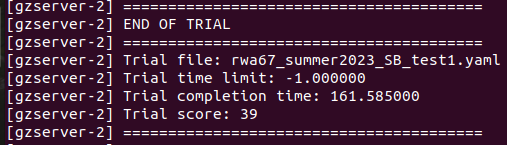 [gzserver-2] ========================================
[gzserver-2] END OF TRIAL
[gzserver-2] ========================================
[gzserver-2] Trial file: rwa67_summer2023_SB_test1.yaml
[gzserver-2] Trial time limit: -1.000000
[gzserver-2] Trial completion time: 161.585000
[gzserver-2] Trial score: 39
[gzserver-2] ========================================